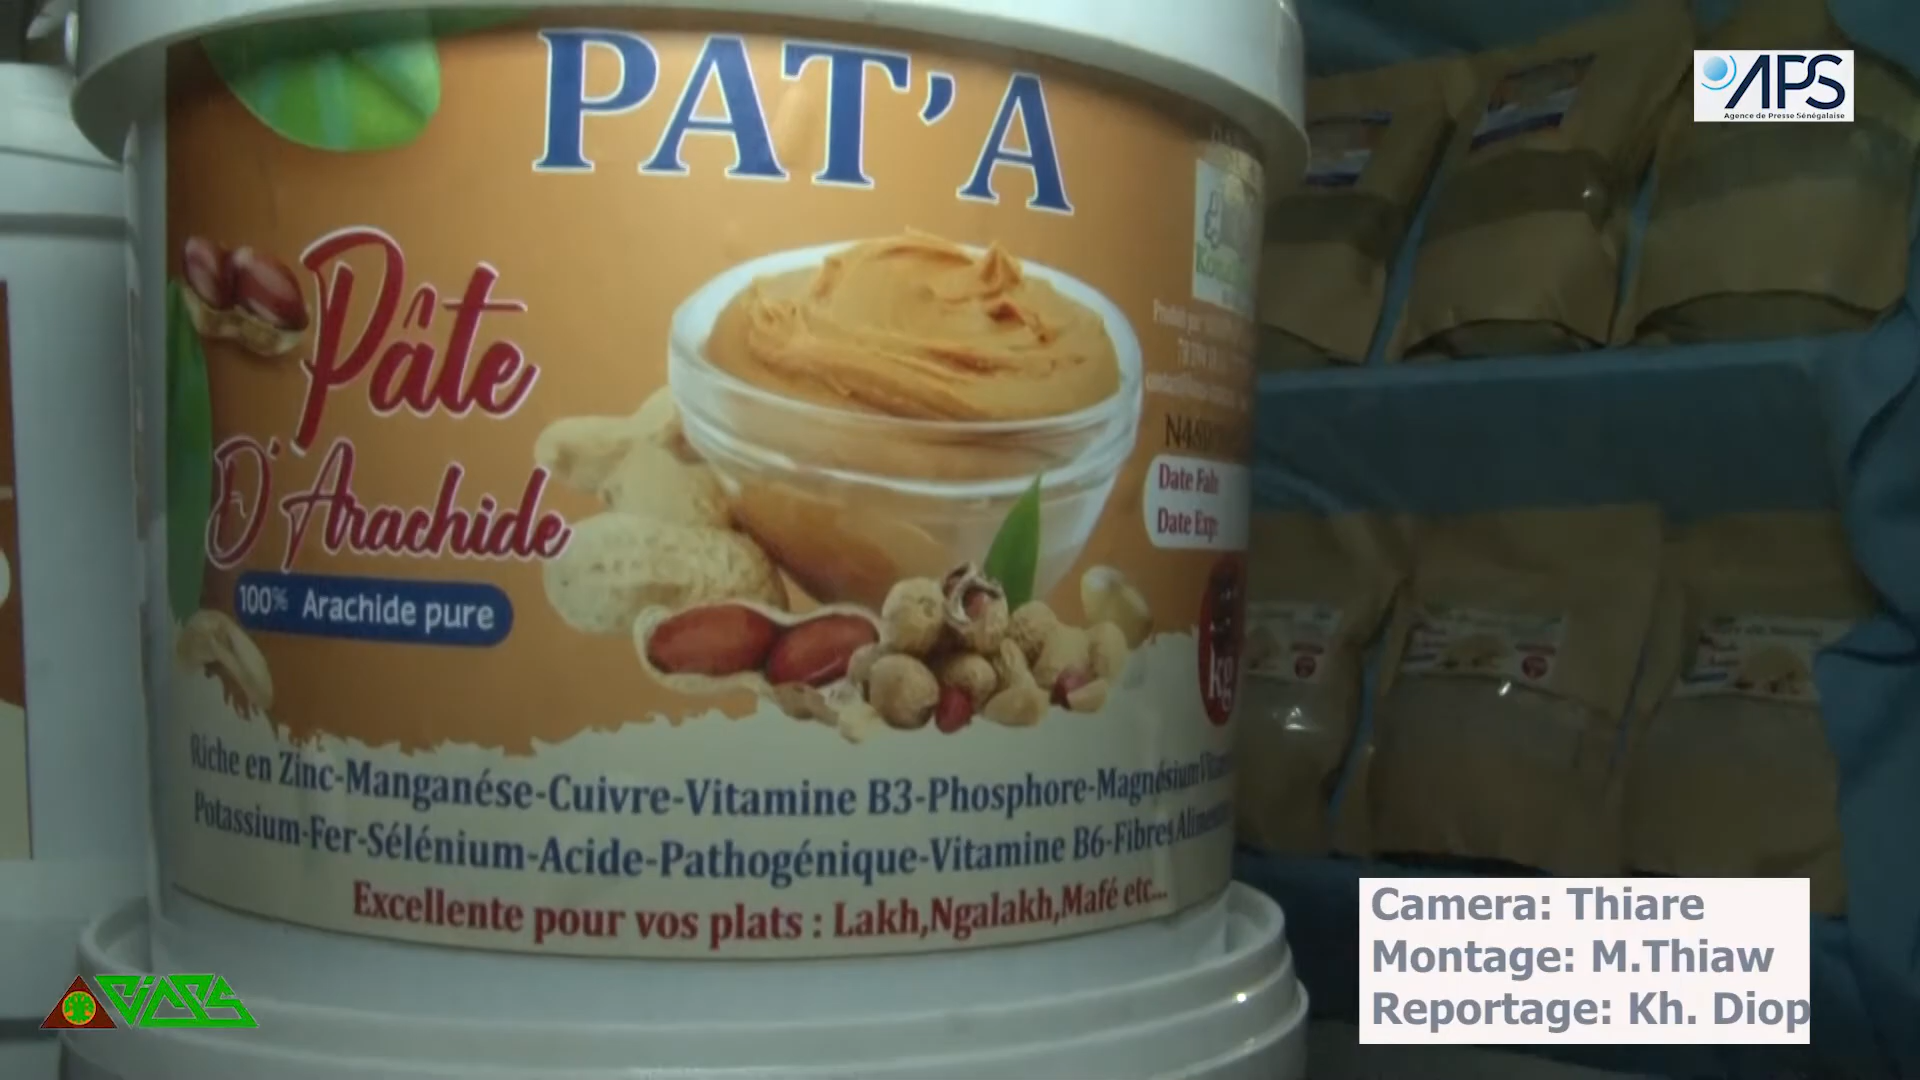 PAT'A
APS
Agence de Presse Sénégalaise
Pâte
D'Arachide
100% Arachide pure
Produit par
Date Fab:
Date Exp:
kg
Riche en Zinc-Manganése-Cuivre-Vitamine B3-Phosphore-Magnésium
Potassium-Fer-Sélénium-Acide-Pathogénique-Vitamine B6-Fibres
Excellente pour vos plats : Lakh,Ngalakh,Mafé etc...
Camera: Thiare
Montage: M.Thiaw
Reportage: Kh. Diop